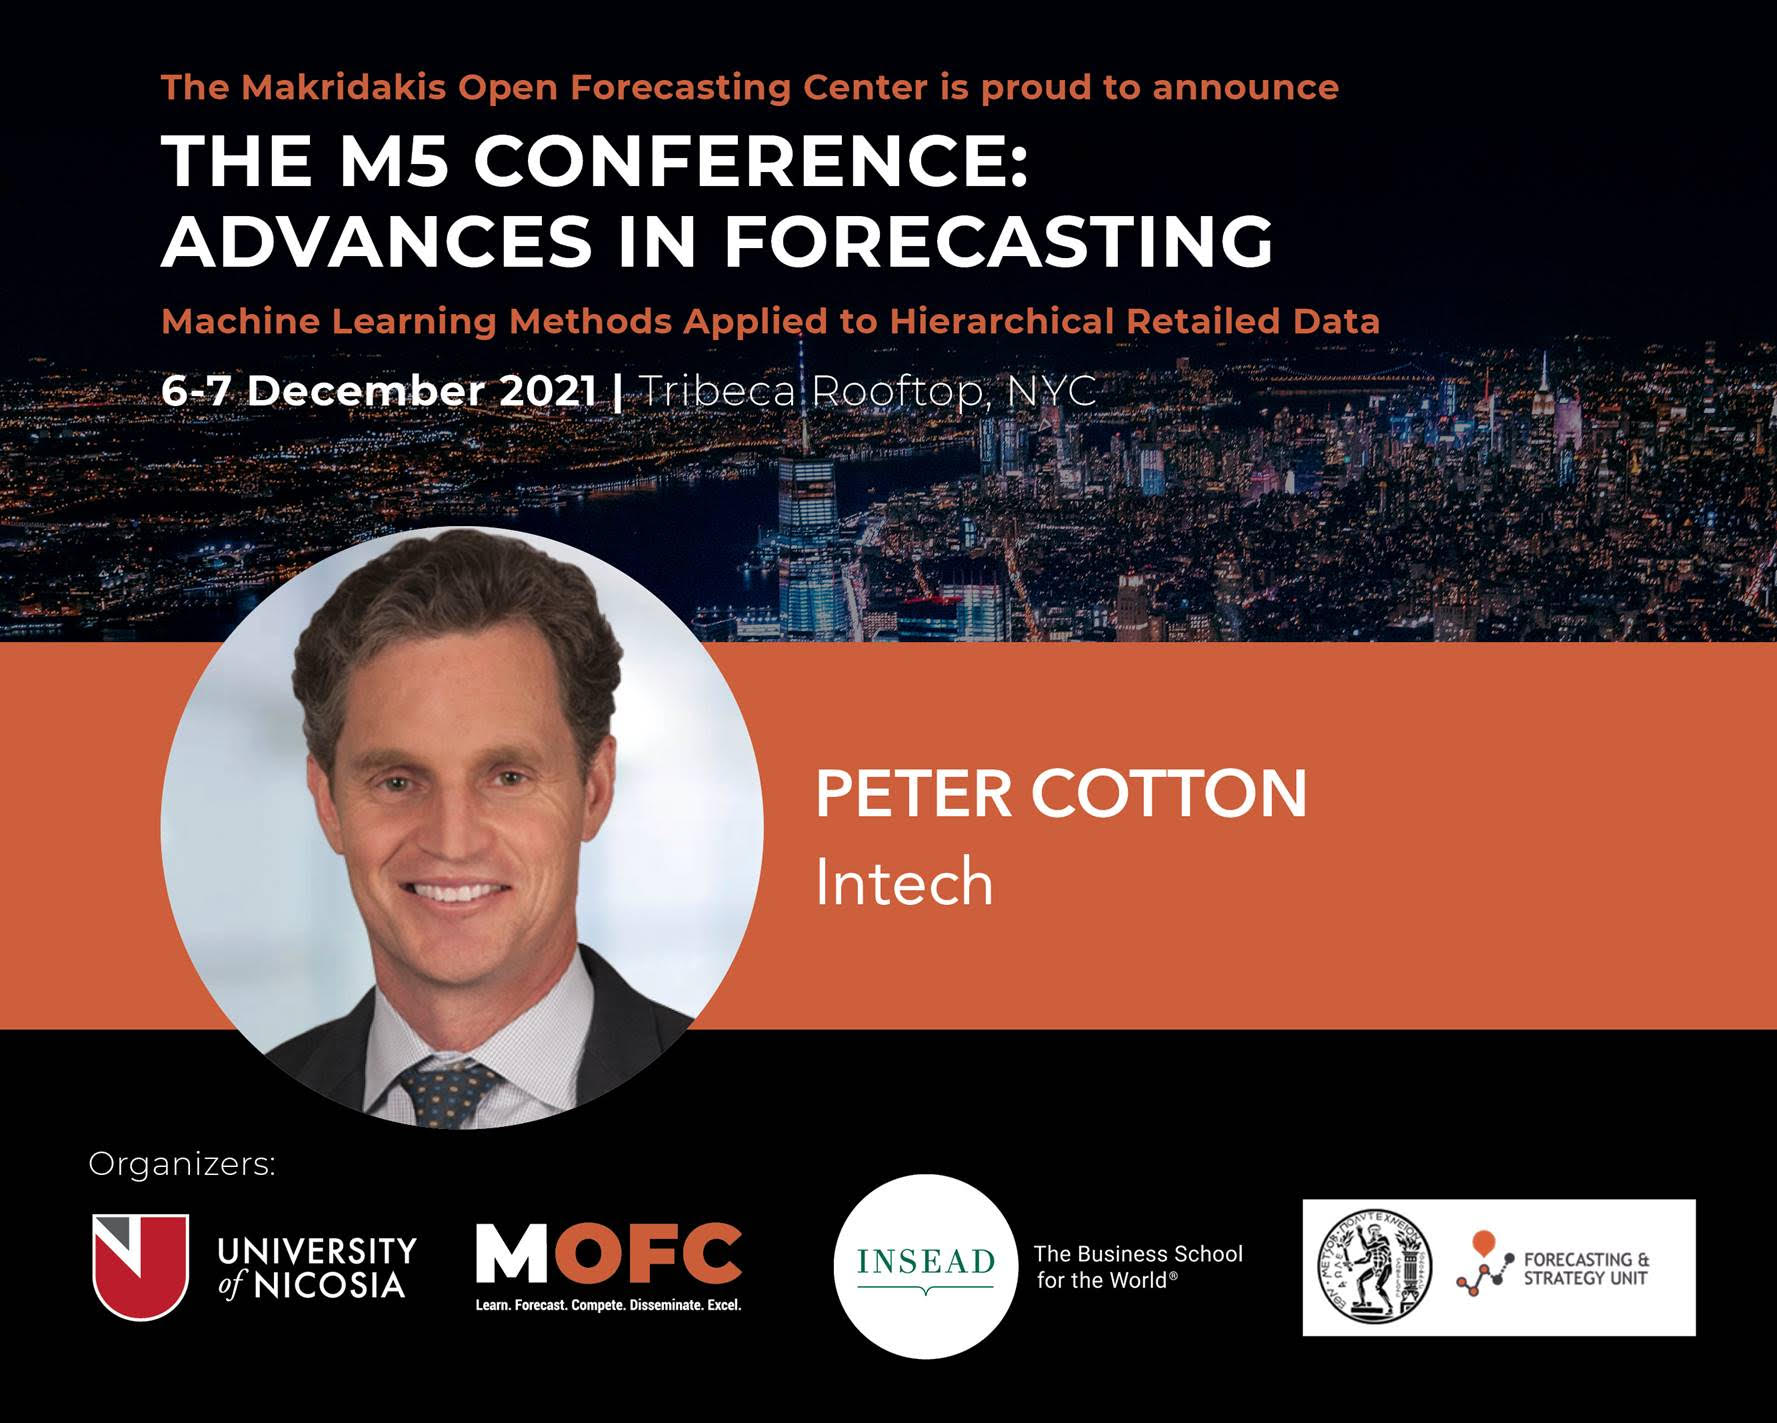 The Makridakis Open Forecasting Center is proud to announce
THE M5 CONFERENCE:
ADVANCES IN FORECASTING
Machine Learning Methods Applied to Hierarchical Retailed Data
6-7 December 2021 | Tribeca Rooftop, NYC
PETER COTTON
Intech
Organizers:
UNIVERSITY
of NICOSIA
MOFC
Learn. Forecast. Compete. Disseminate. Excel.
INSEAD
The Business School
for the World®
FORECASTING &
STRATEGY UNIT